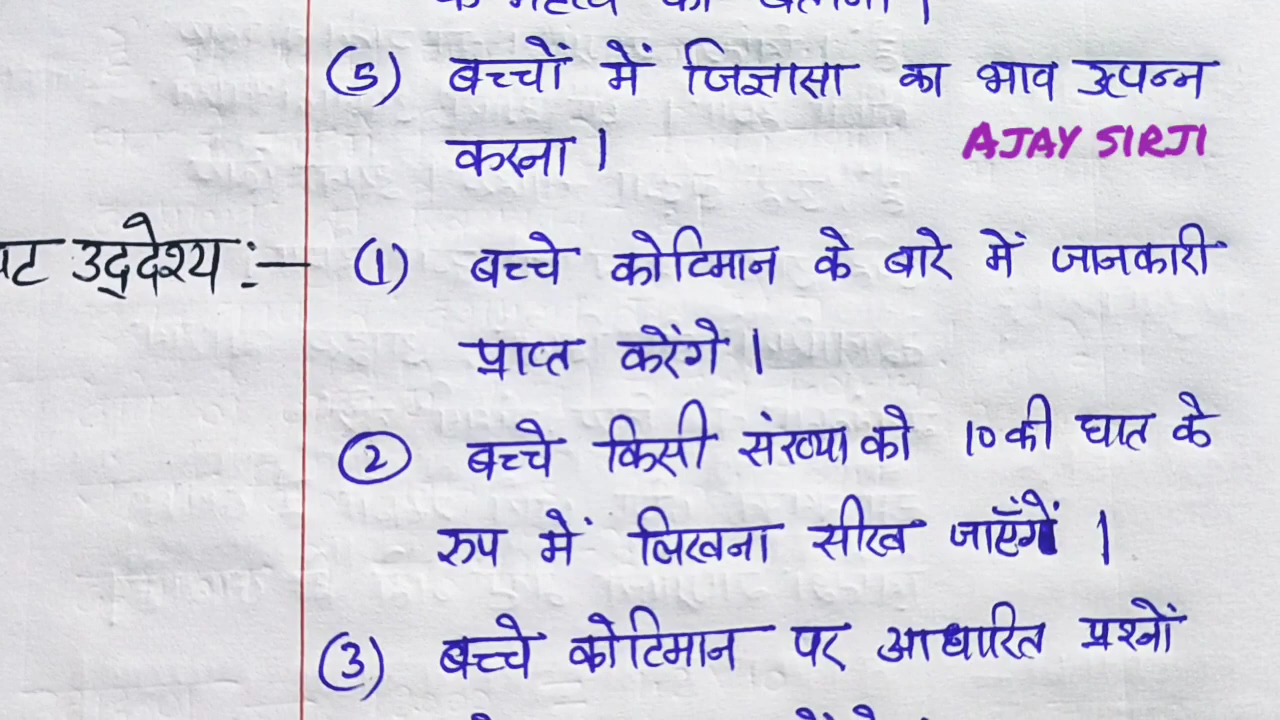 (5) बच्चों में जिज्ञासा का भाव उत्पन्न
करना।
AJAY SIRJI
उद्देश्य :— (1) बच्चे कोटिमान के बारे में जानकारी
प्राप्त करेंगे।
(2) बच्चे किसी संख्या को 10 की घात के
रुप में लिखना सीख जाएँगें।
(3) बच्चे कोटिमान पर आधारित प्रश्नों